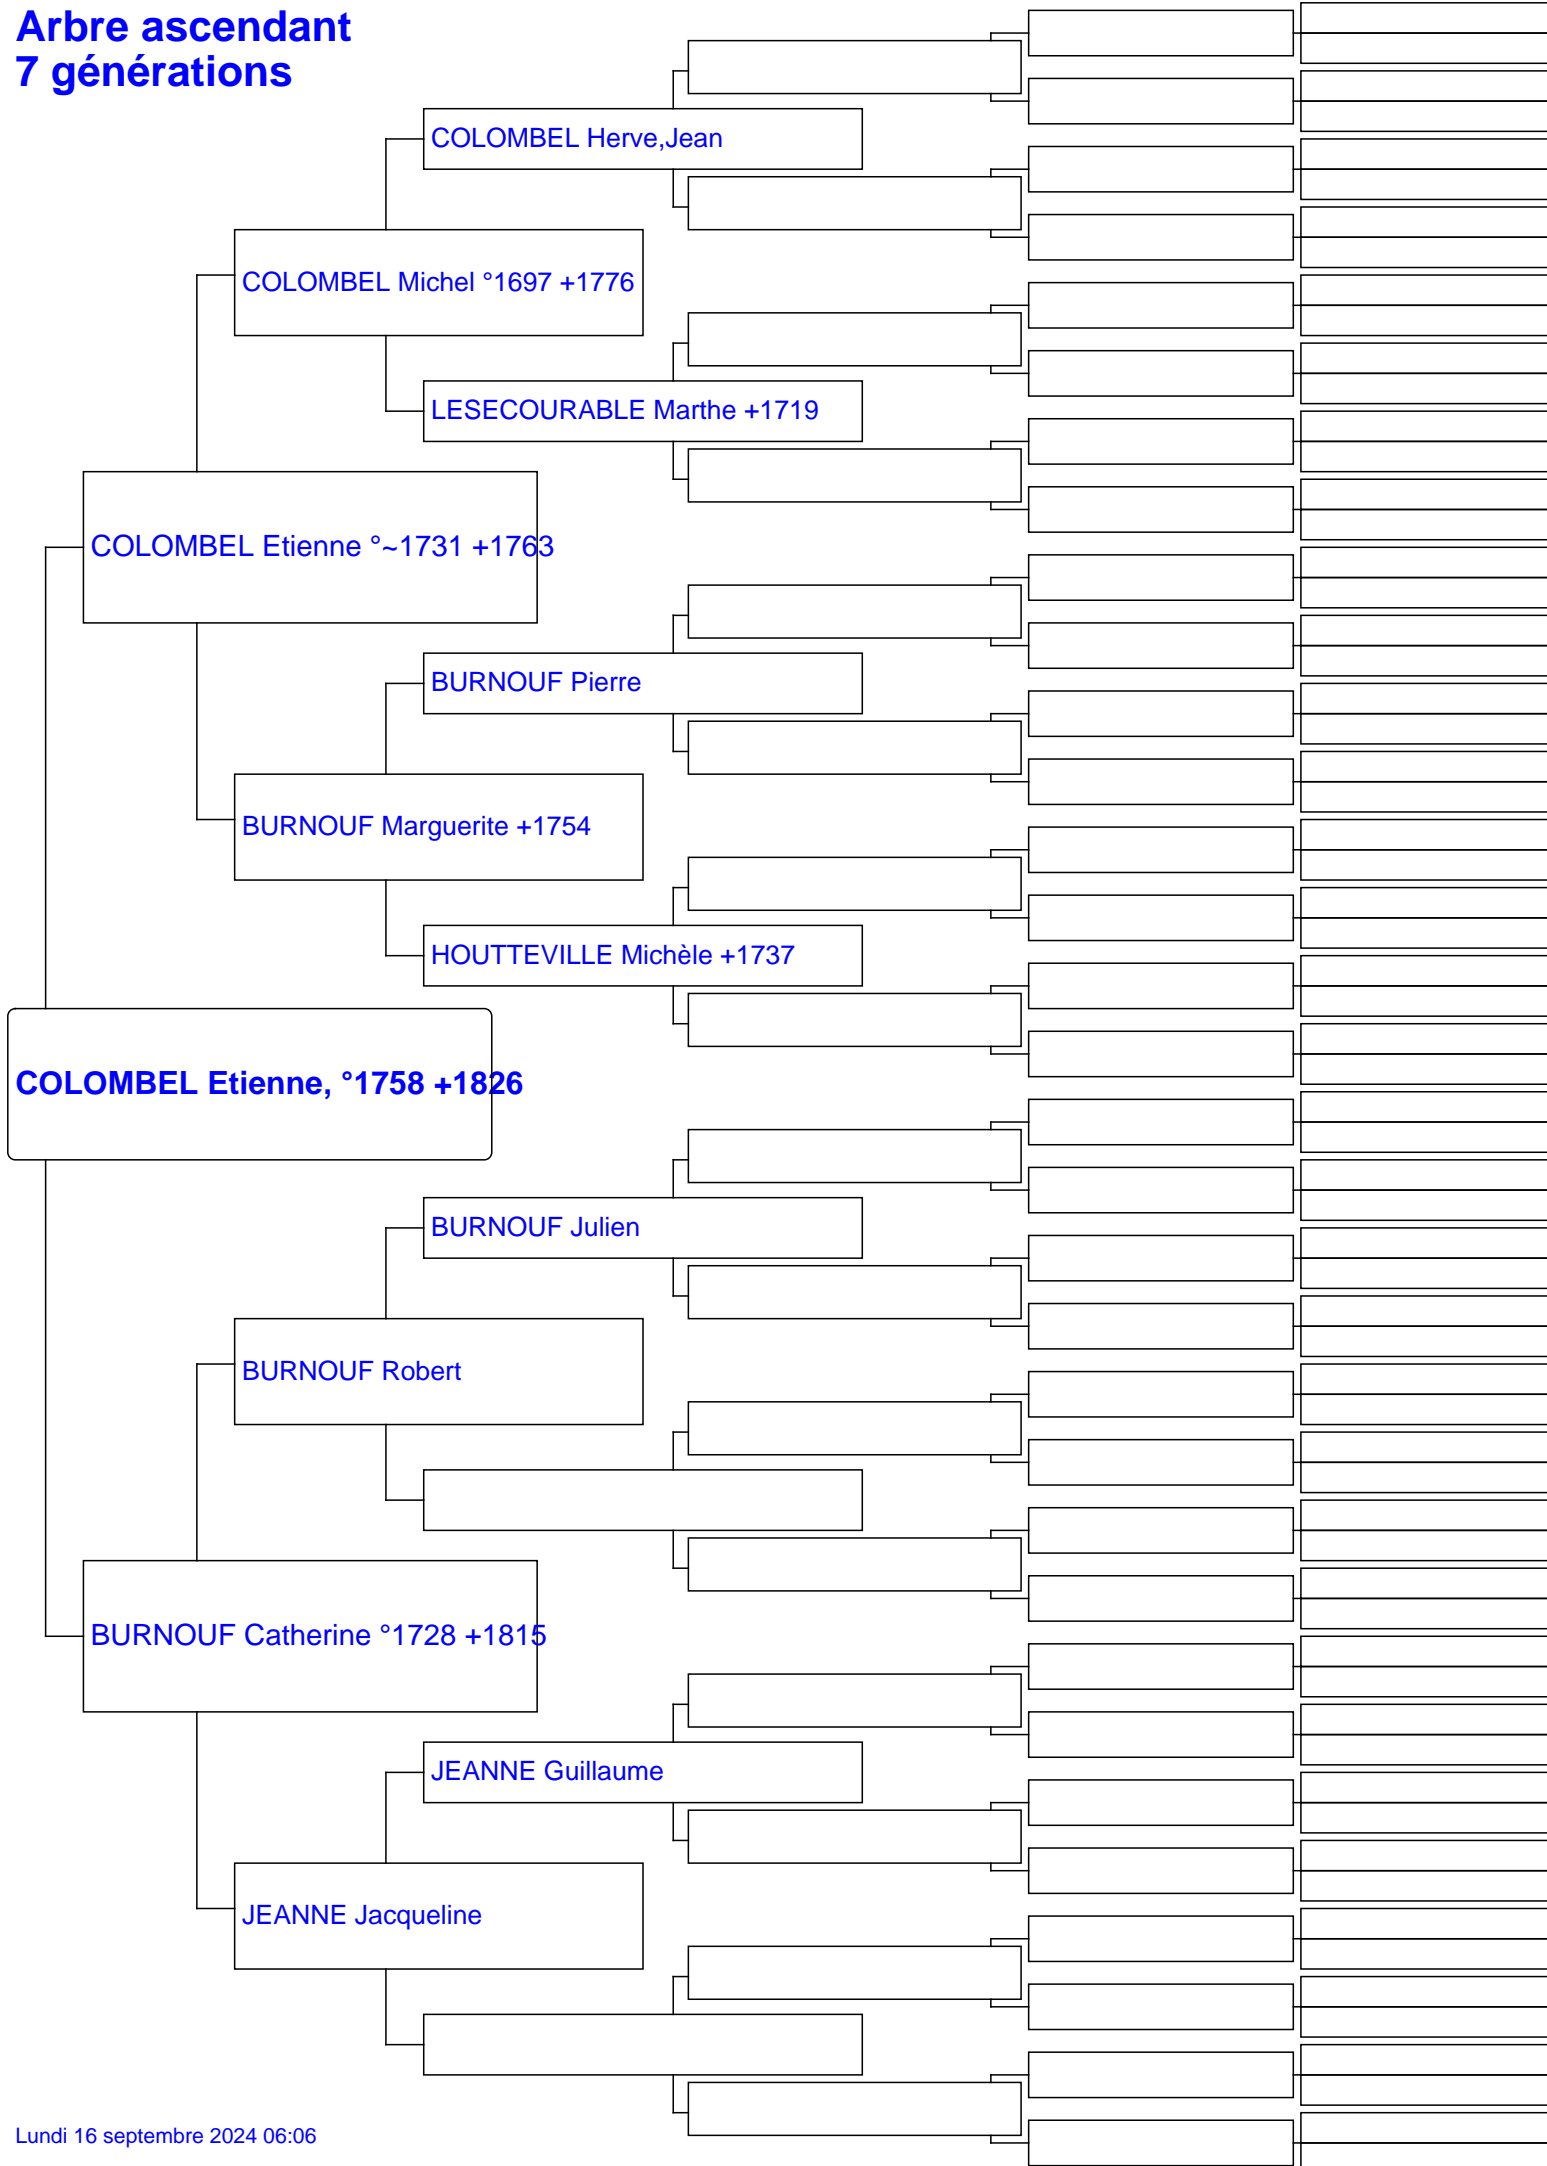 Arbre ascendant
7 générations
COLOMBEL Herve,Jean
COLOMBEL Michel °1697 +1776
LESECOURABLE Marthe +1719
COLOMBEL Etienne °~1731 +1763
BURNOUF Pierre
BURNOUF Marguerite +1754
HOUTTEVILLE Michèle +1737
COLOMBEL Etienne, °1758 +1826
BURNOUF Julien
BURNOUF Robert
BURNOUF Catherine °1728 +1815
JEANNE Guillaume
JEANNE Jacqueline
Lundi 16 septembre 2024 06:06